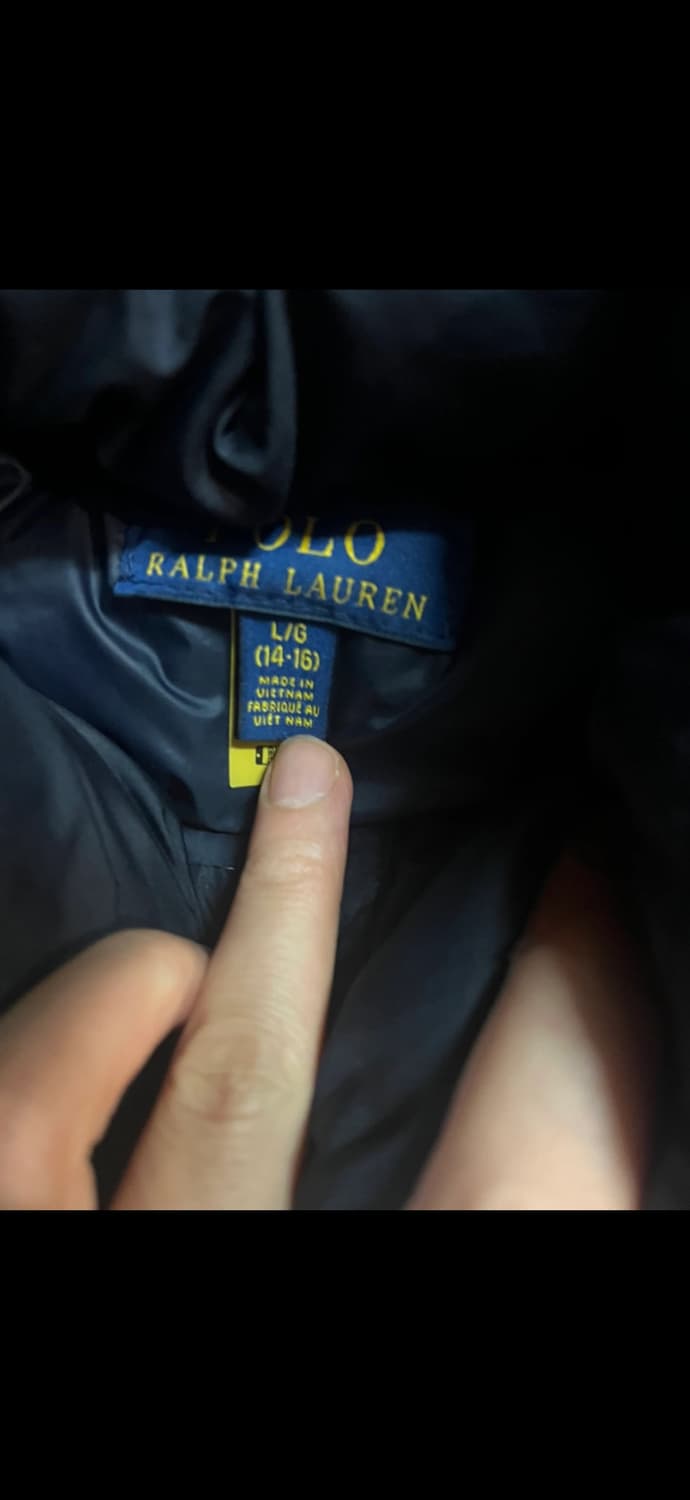 POLO
RALPH LAUREN
L/G
(14-16)
MADE IN
VIETNAM
FABRIQUÉ AU
VIÊT NAM